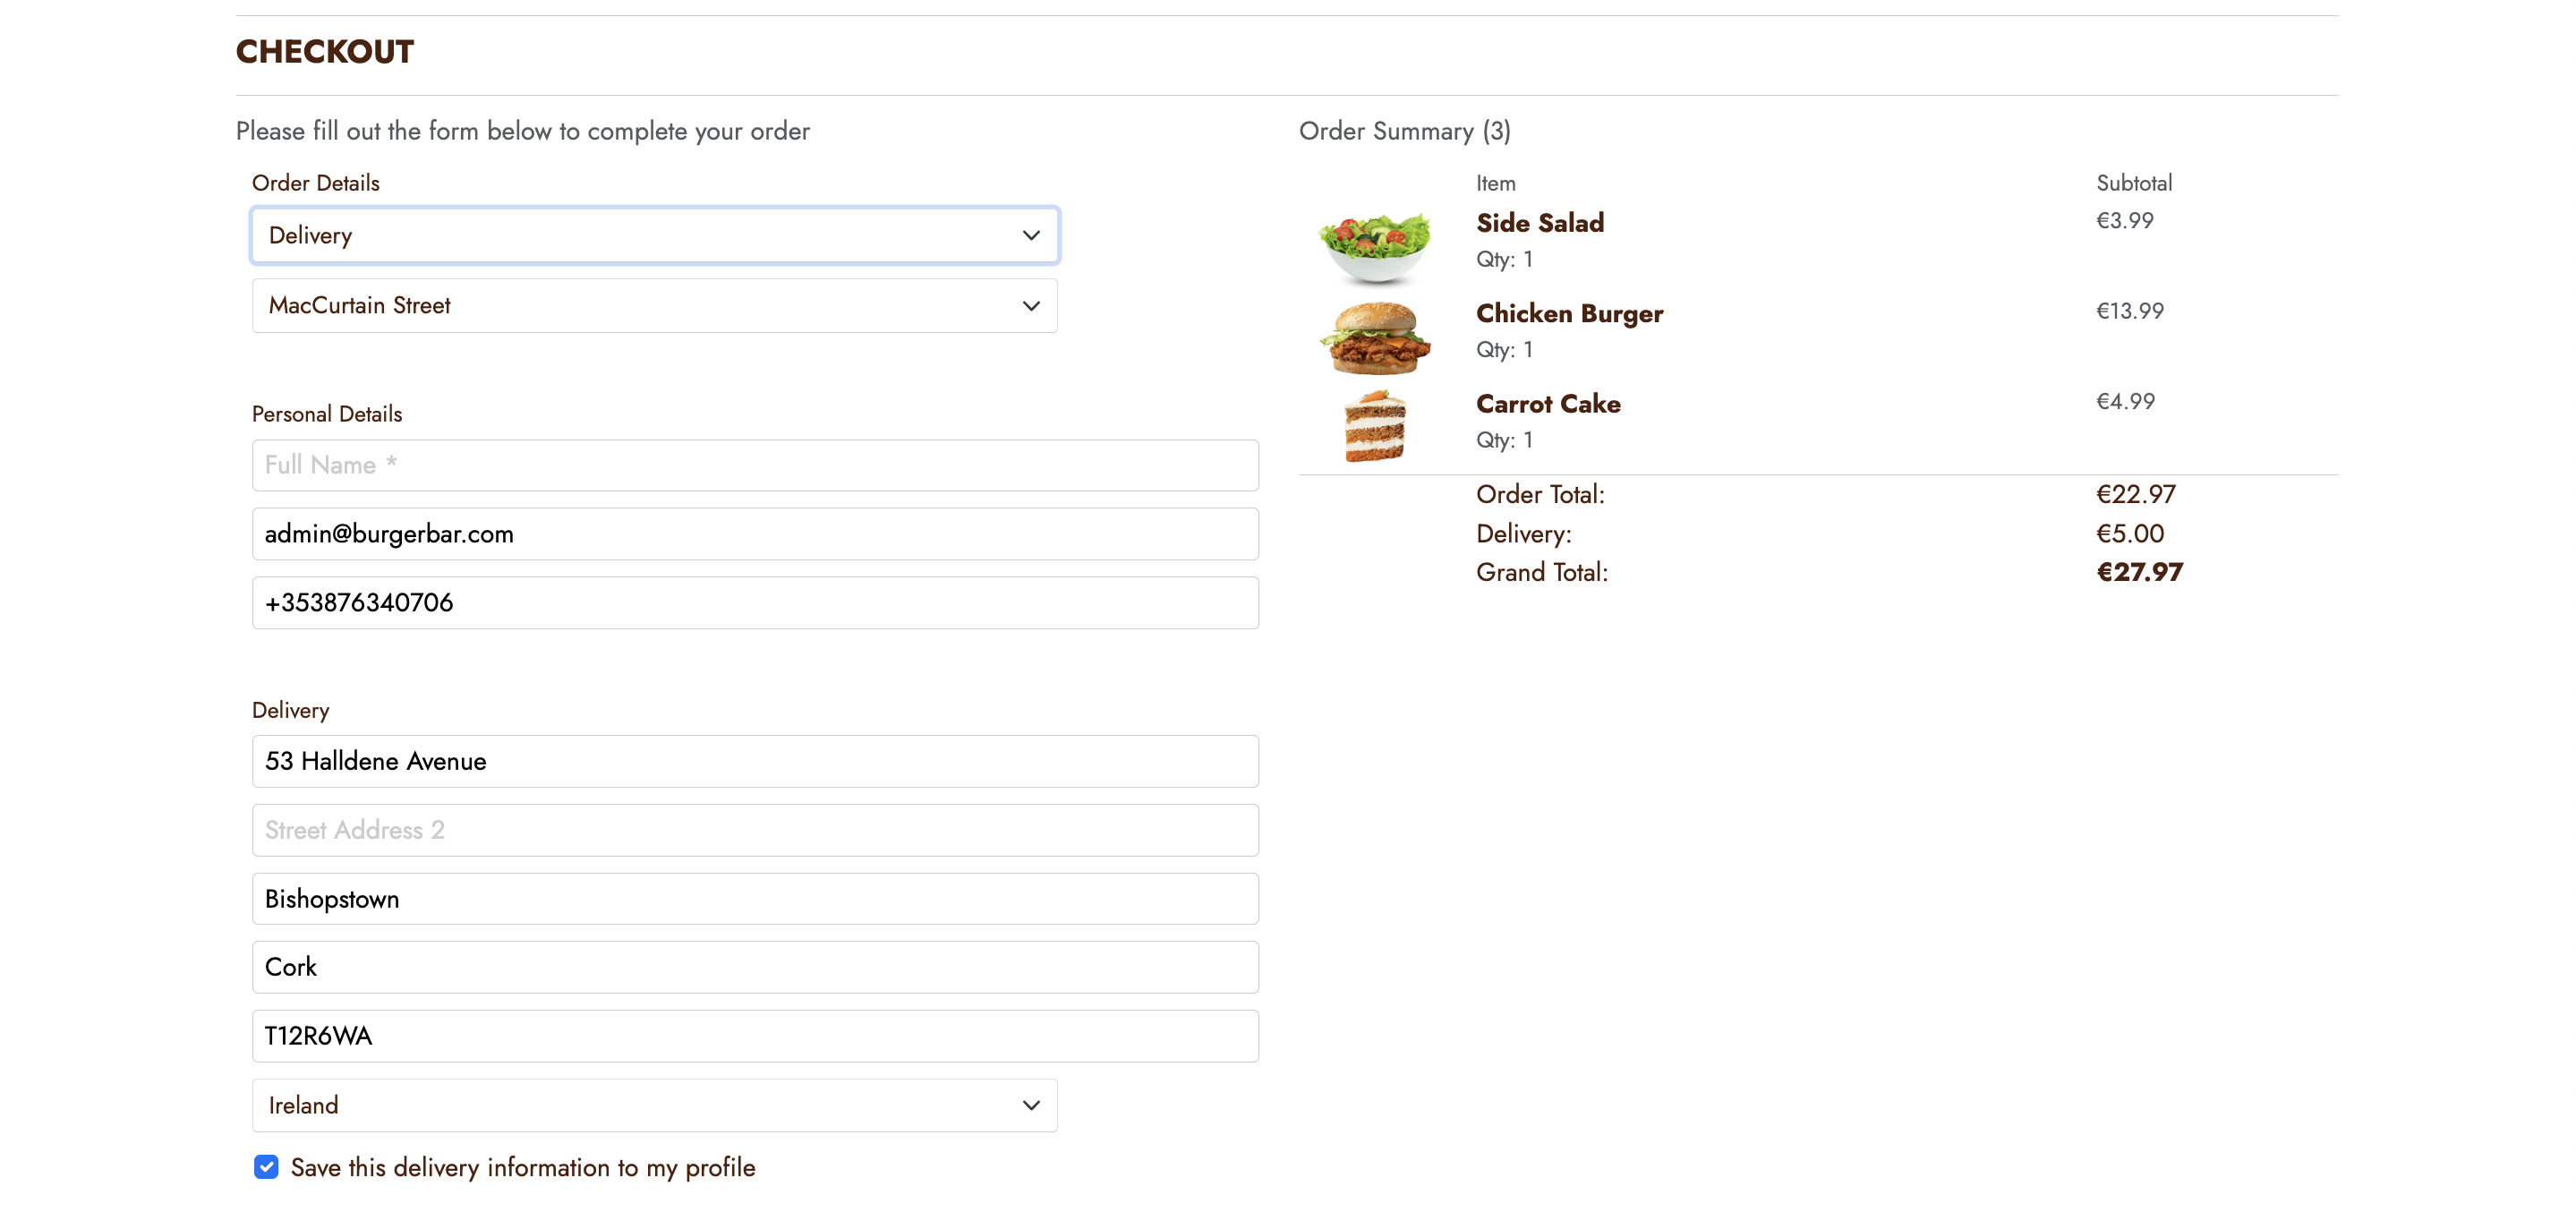 CHECKOUT
Please fill out the form below to complete your order
Order Details
Delivery
MacCurtain Street
Personal Details
Full Name *
admin@burgerbar.com
+353876340706
Delivery
53 Halldene Avenue
Street Address 2
Bishopstown
Cork
T12R6WA
Ireland
Save this delivery information to my profile
Order Summary (3)
Item Subtotal
Side Salad €3.99
Qty: 1
Chicken Burger €13.99
Qty: 1
Carrot Cake €4.99
Qty: 1
Order Total: €22.97
Delivery: €5.00
Grand Total: €27.97